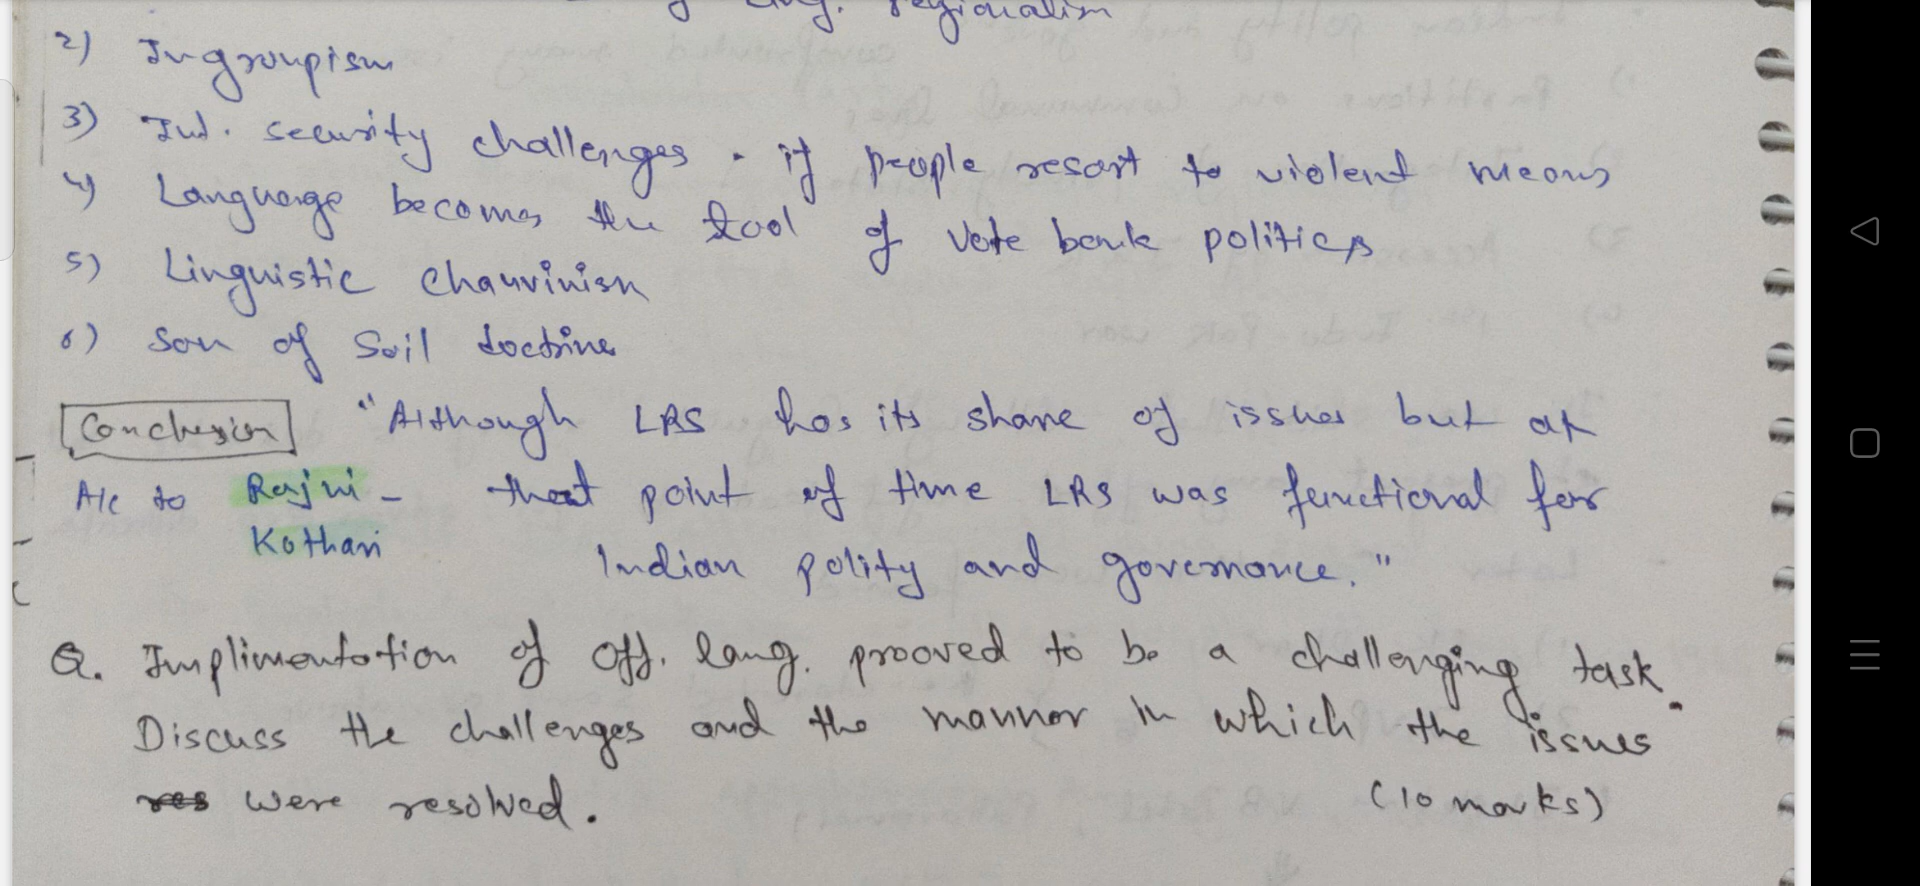 regionalism
2) Ingroupism
3) Int. security challenges - if people resort to violent means
4) Language becomes the tool of vote bank politics
5) Linguistic chauvinism
6) Son of Soil doctrine
Conclusion "Although LRS has its share of issues but at
A/c to Rajni - that point of time LRS was functional for
Kothari Indian polity and governance."
Q. Implimentation of off. lang. prooved to be a challenging task.
Discuss the challenges and the manner in which the issues
res were resolved. (10 marks)